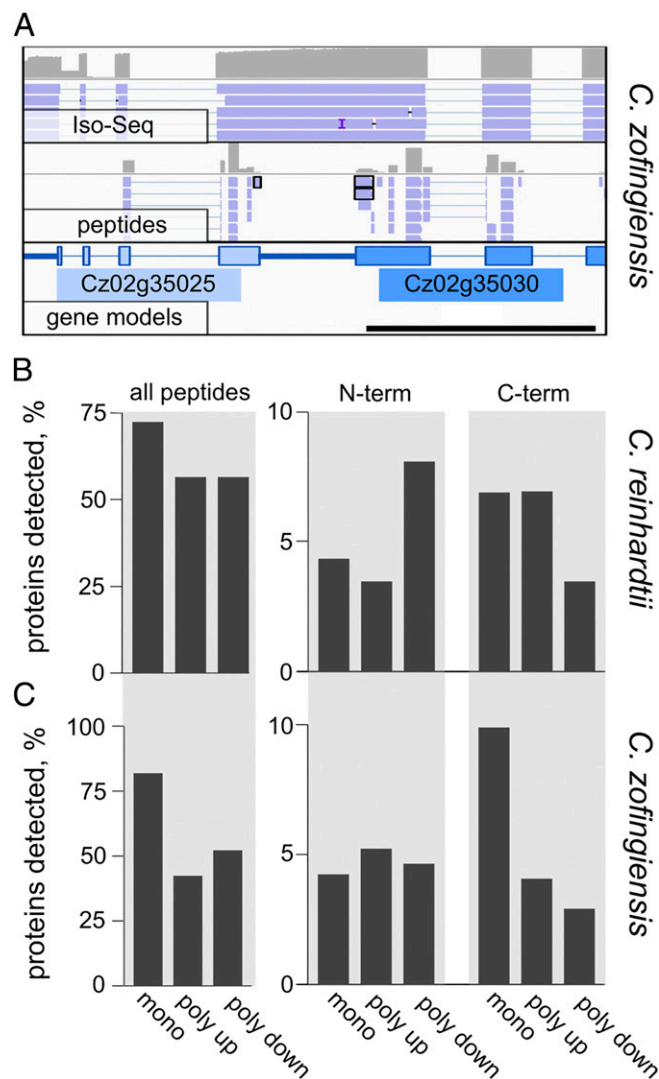 A
Iso-Seq
peptides
Cz02g35025
Cz02g35030
gene models
C. zofingiensis
B
all peptides
N-term
C-term
proteins detected, %
75
50
25
0
10
5
0
C. reinhardtii
C
proteins detected, %
100
75
50
25
0
10
5
0
C. zofingiensis
mono
poly up
poly down
mono
poly up
poly down
mono
poly up
poly down